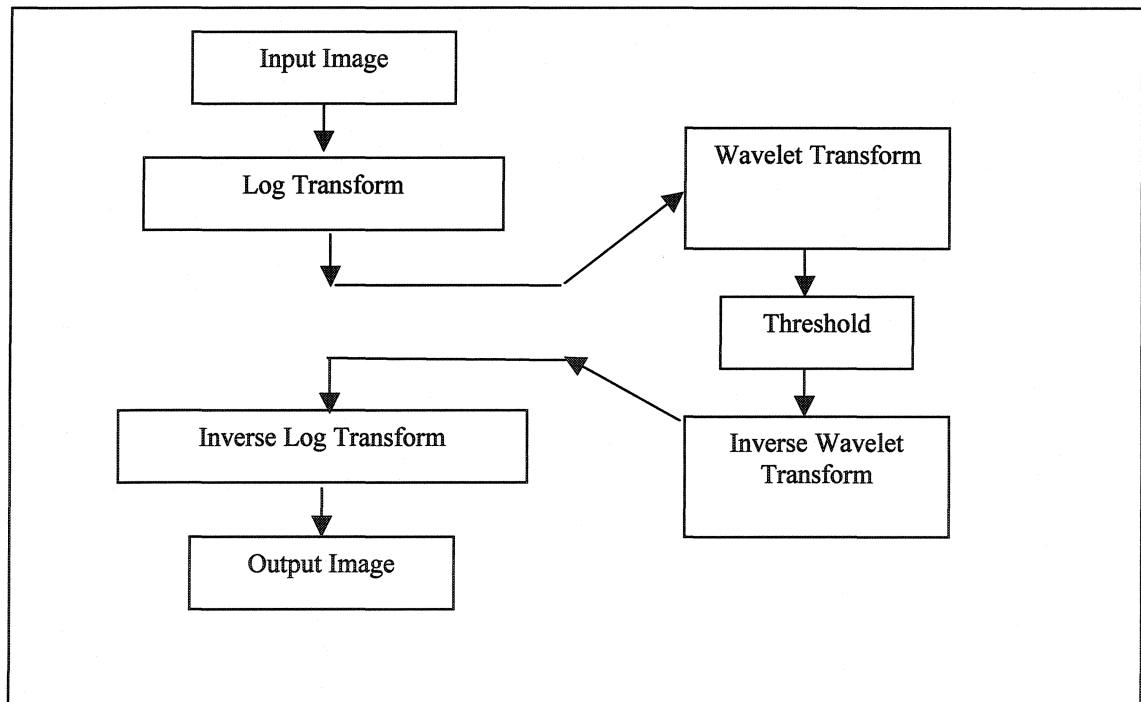 Input Image
Log Transform
Wavelet Transform
Threshold
Inverse Wavelet
Transform
Inverse Log Transform
Output Image